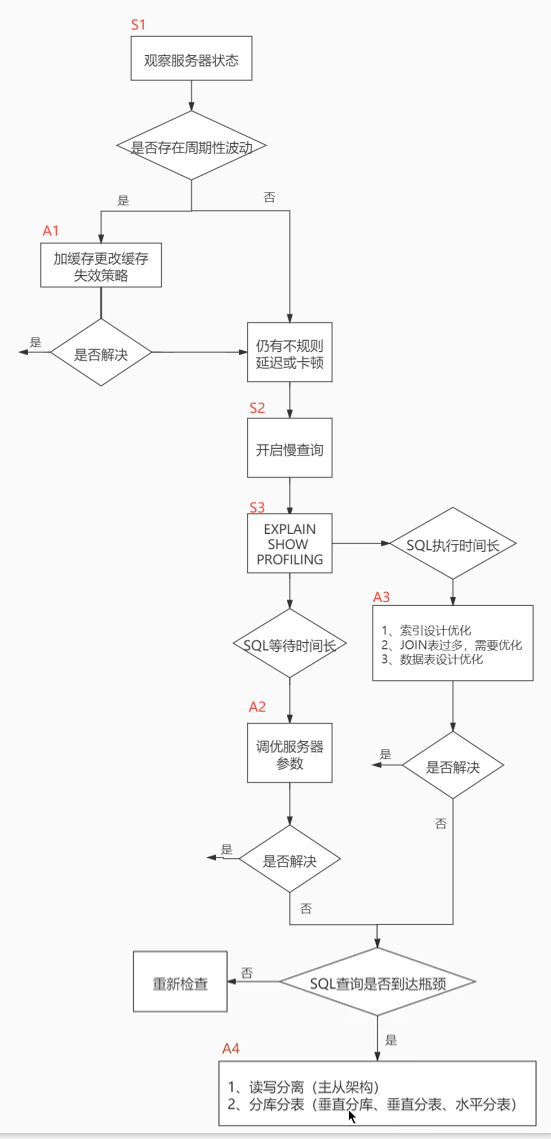 S1
观察服务器状态
是否存在周期性波动
是
否
A1
加缓存更改缓存
失效策略
是
是否解决
仍有不规则
延迟或卡顿
S2
开启慢查询
S3
EXPLAIN
SHOW
PROFILING
SQL执行时间长
A3
1、索引设计优化
2、JOIN表过多，需要优化
3、数据表设计优化
SQL等待时间长
A2
调优服务器
参数
是
是否解决
否
是
是否解决
否
SQL查询是否到达瓶颈
否
重新检查
是
A4
1、读写分离（主从架构）
2、分库分表（垂直分库、垂直分表、水平分表）